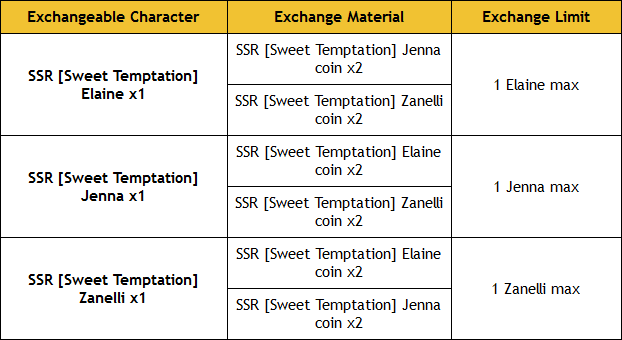 Exchangeable Character
Exchange Material
Exchange Limit
SSR [Sweet Temptation]
Elaine x1
SSR [Sweet Temptation] Jenna
coin x2
SSR [Sweet Temptation] Zanelli
coin x2
1 Elaine max
SSR [Sweet Temptation]
Jenna x1
SSR [Sweet Temptation] Elaine
coin x2
SSR [Sweet Temptation] Zanelli
coin x2
1 Jenna max
SSR [Sweet Temptation]
Zanelli x1
SSR [Sweet Temptation] Elaine
coin x2
SSR [Sweet Temptation] Jenna
coin x2
1 Zanelli max